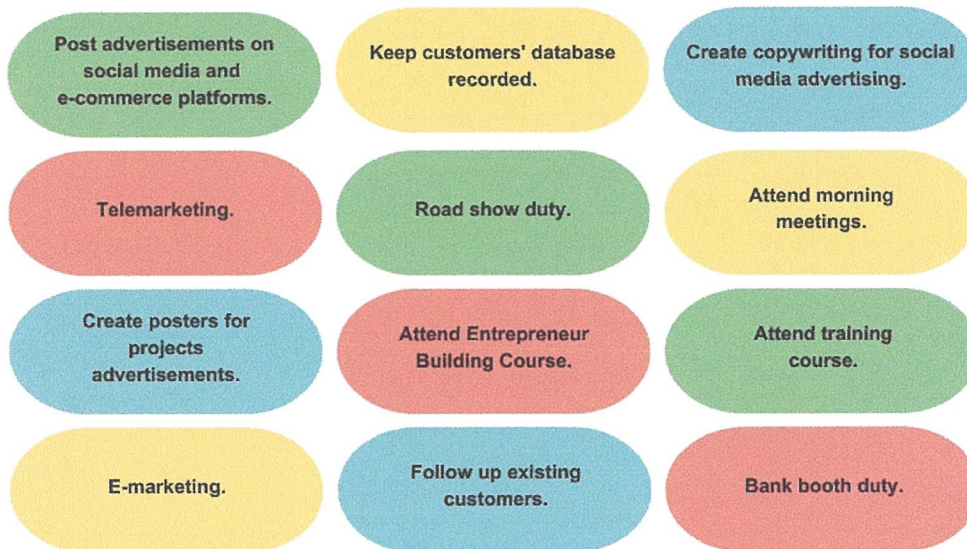 Post advertisements on
social media and
e-commerce platforms.
Keep customers' database
recorded.
Create copywriting for social
media advertising.
Telemarketing.
Road show duty.
Attend morning
meetings.
Create posters for
projects
advertisements.
Attend Entrepreneur
Building Course.
Attend training
course.
E-marketing.
Follow up existing
customers.
Bank booth duty.